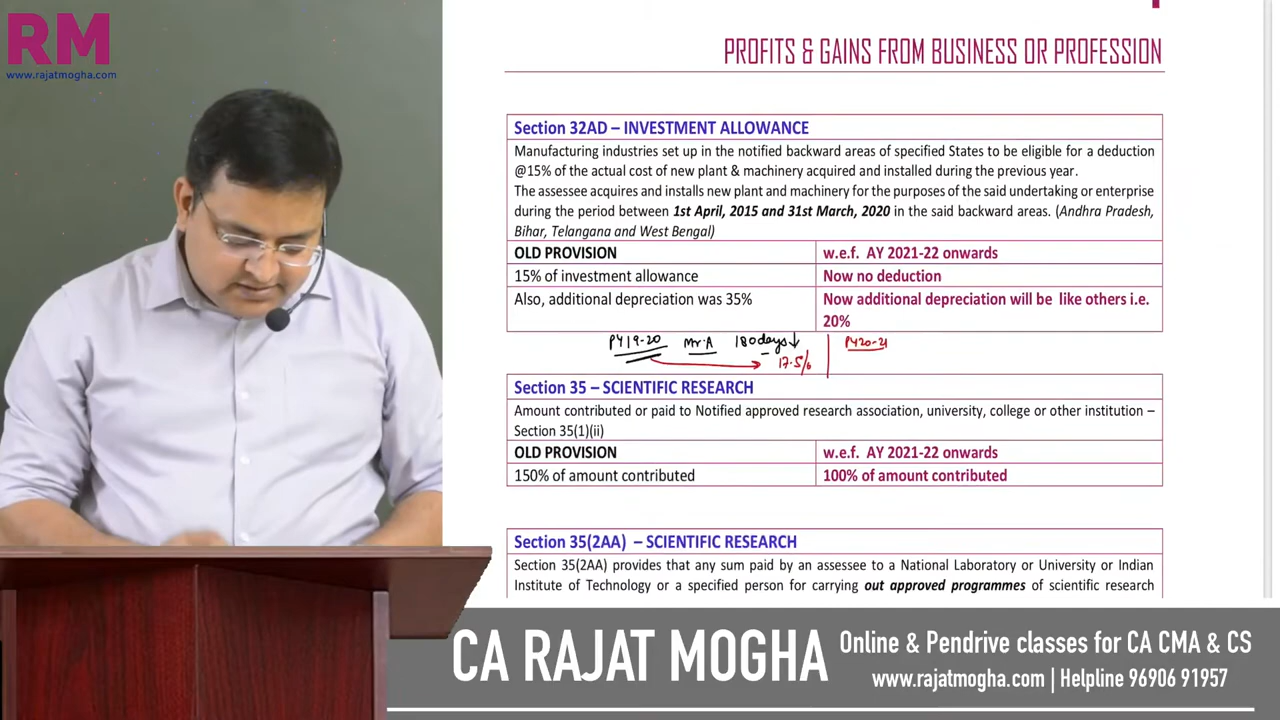 RM
www.rajatmogha.com
PROFITS & GAINS FROM BUSINESS OR PROFESSION
Section 32AD – INVESTMENT ALLOWANCE
Manufacturing industries set up in the notified backward areas of specified States to be eligible for a deduction
@15% of the actual cost of new plant & machinery acquired and installed during the previous year.
The assessee acquires and installs new plant and machinery for the purposes of the said undertaking or enterprise
during the period between 1st April, 2015 and 31st March, 2020 in the said backward areas. (Andhra Pradesh,
Bihar, Telangana and West Bengal)
OLD PROVISION w.e.f. AY 2021-22 onwards
15% of investment allowance Now no deduction
Also, additional depreciation was 35% Now additional depreciation will be like others i.e.
20%
PY19-20 Mr.A 180days↓ PY20-21
17.5%
Section 35 – SCIENTIFIC RESEARCH
Amount contributed or paid to Notified approved research association, university, college or other institution –
Section 35(1)(ii)
OLD PROVISION w.e.f. AY 2021-22 onwards
150% of amount contributed 100% of amount contributed
Section 35(2AA) – SCIENTIFIC RESEARCH
Section 35(2AA) provides that any sum paid by an assessee to a National Laboratory or University or Indian
Institute of Technology or a specified person for carrying out approved programmes of scientific research
CA RAJAT MOGHA
Online & Pendrive classes for CA CMA & CS
www.rajatmogha.com | Helpline 96906 91957